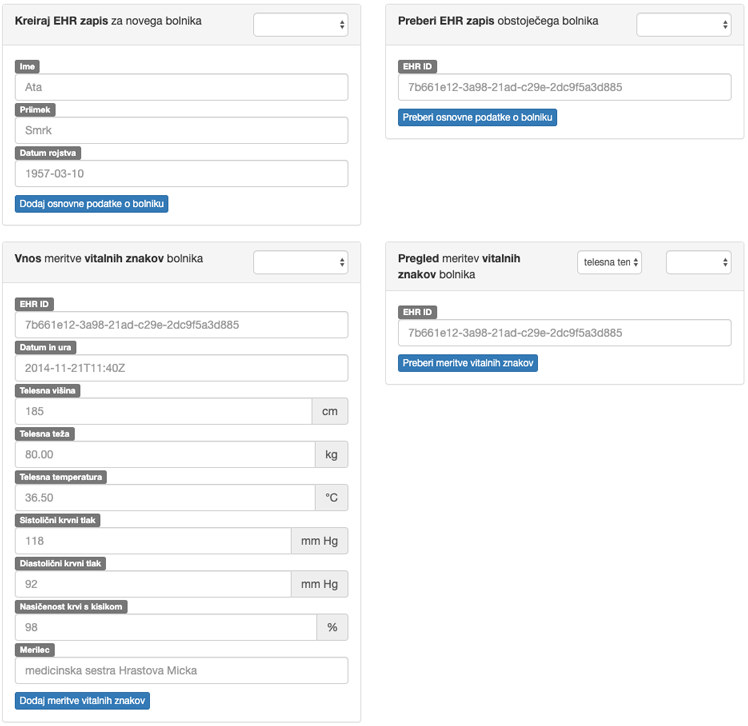 Kreiraj EHR zapis za novega bolnika
Ime
Ata
Priimek
Smrk
Datum rojstva
1957-03-10
Dodaj osnovne podatke o bolniku
Preberi EHR zapis obstoječega bolnika
EHR ID
7b661e12-3a98-21ad-c29e-2dc9f5a3d885
Preberi osnovne podatke o bolniku
Vnos meritve vitalnih znakov bolnika
EHR ID
7b661e12-3a98-21ad-c29e-2dc9f5a3d885
Datum in ura
2014-11-21T11:40Z
Telesna višina
185 cm
Telesna teža
80.00 kg
Telesna temperatura
36.50 °C
Sistolični krvni tlak
118 mm Hg
Diastolični krvni tlak
92 mm Hg
Nasičenost krvi s kisikom
98 %
Merilec
medicinska sestra Hrastova Micka
Dodaj meritve vitalnih znakov
Pregled meritev vitalnih
znakov bolnika
telesna ten
EHR ID
7b661e12-3a98-21ad-c29e-2dc9f5a3d885
Preberi meritve vitalnih znakov